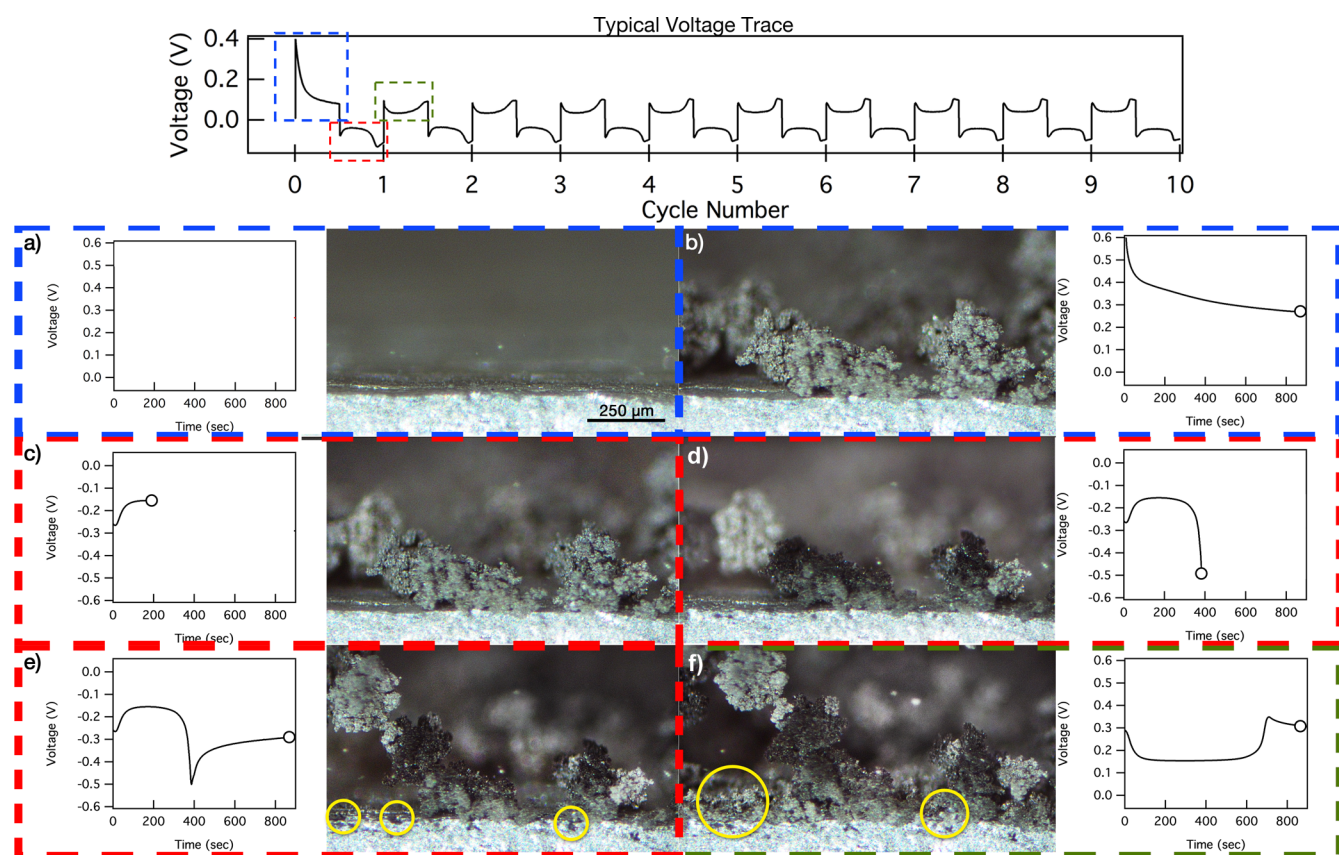 Typical Voltage Trace
Voltage (V)
0.4
0.2
0.0
0 1 2 3 4 5 6 7 8 9 10
Cycle Number
a)
Voltage (V)
0.6
0.5
0.4
0.3
0.2
0.1
0.0
0 200 400 600 800
Time (sec)
250 µm
b)
Voltage (V)
0.6
0.5
0.4
0.3
0.2
0.1
0.0
0 200 400 600 800
Time (sec)
c)
Voltage (V)
0.0
-0.1
-0.2
-0.3
-0.4
-0.5
-0.6
0 200 400 600 800
Time (sec)
d)
Voltage (V)
0.0
-0.1
-0.2
-0.3
-0.4
-0.5
-0.6
0 200 400 600 800
Time (sec)
e)
Voltage (V)
0.0
-0.1
-0.2
-0.3
-0.4
-0.5
-0.6
0 200 400 600 800
Time (sec)
f)
Voltage (V)
0.6
0.5
0.4
0.3
0.2
0.1
0.0
0 200 400 600 800
Time (sec)